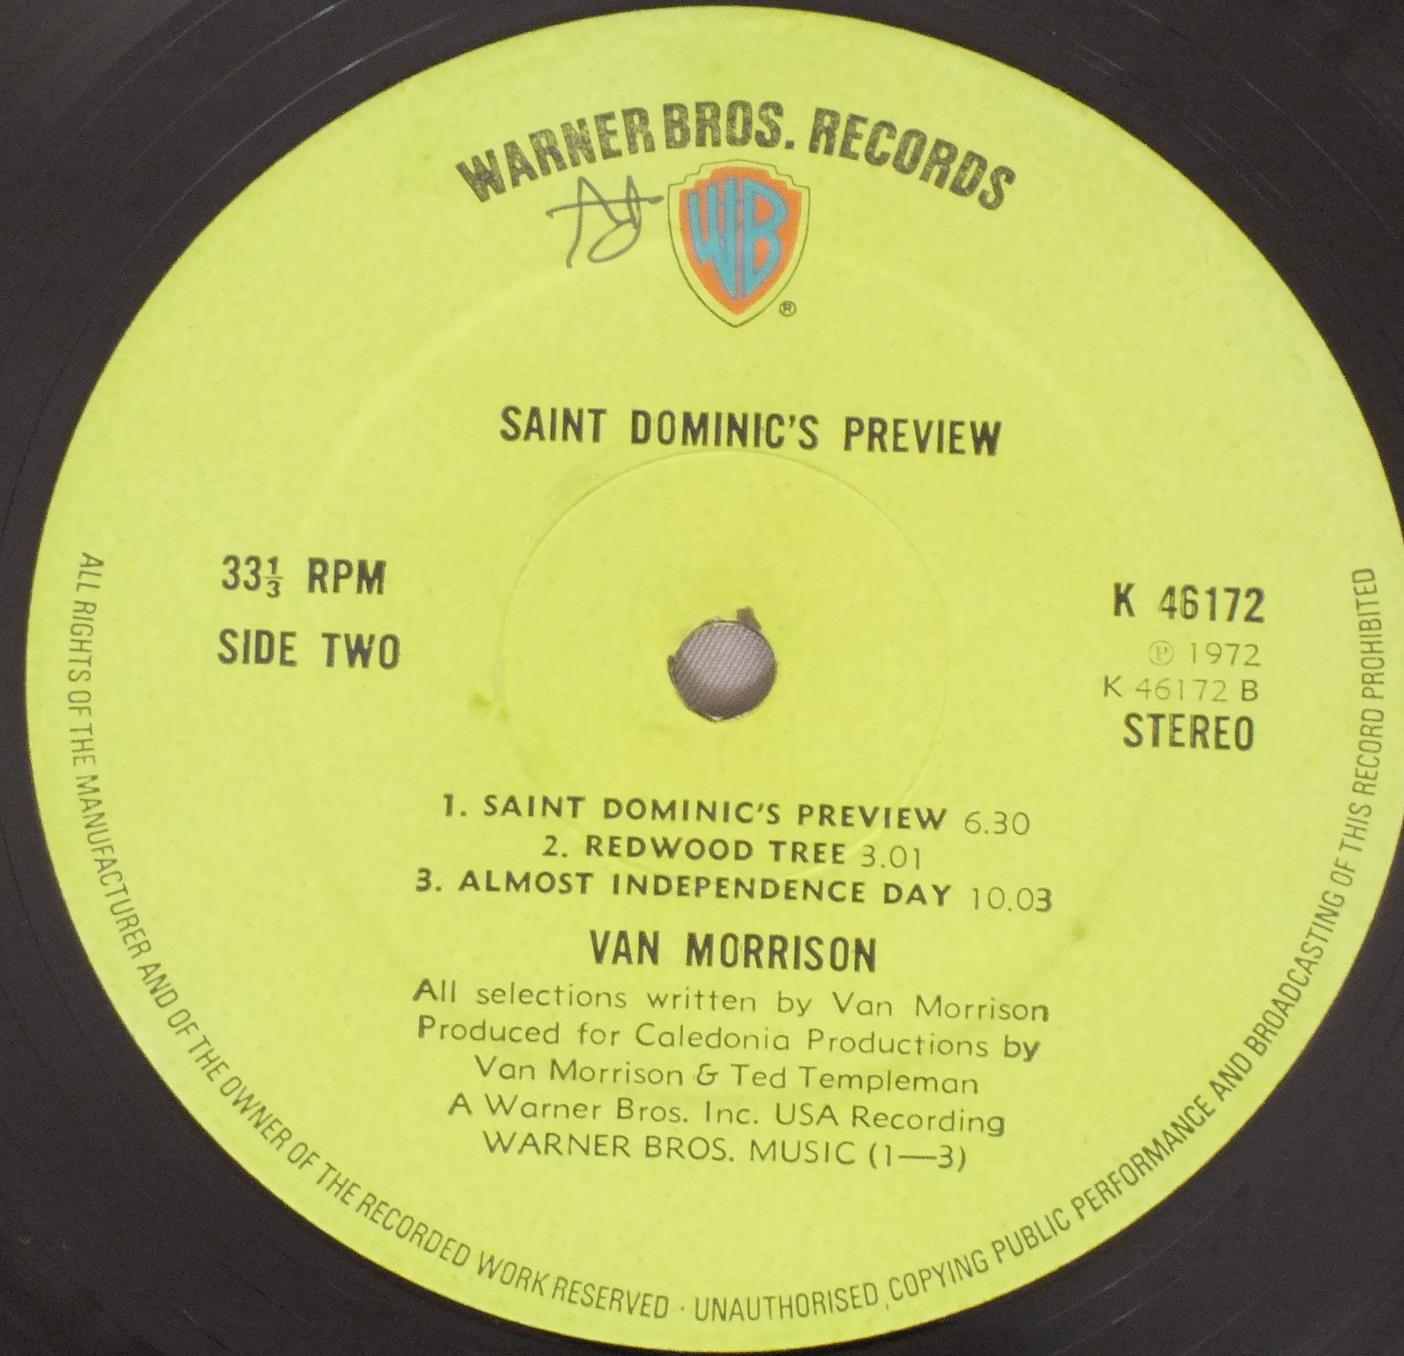 WARNER BROS. RECORDS
WB
®
SAINT DOMINIC'S PREVIEW
33⅓ RPM
SIDE TWO
K 46172
℗ 1972
K 46172 B
STEREO
1. SAINT DOMINIC'S PREVIEW 6.30
2. REDWOOD TREE 3.01
3. ALMOST INDEPENDENCE DAY 10.03
VAN MORRISON
All selections written by Van Morrison
Produced for Caledonia Productions by
Van Morrison & Ted Templeman
A Warner Bros. Inc. USA Recording
WARNER BROS. MUSIC (1—3)
ALL RIGHTS OF THE MANUFACTURER AND OF THE OWNER OF THE RECORDED WORK RESERVED · UNAUTHORISED COPYING PUBLIC PERFORMANCE AND BROADCASTING OF THIS RECORD PROHIBITED